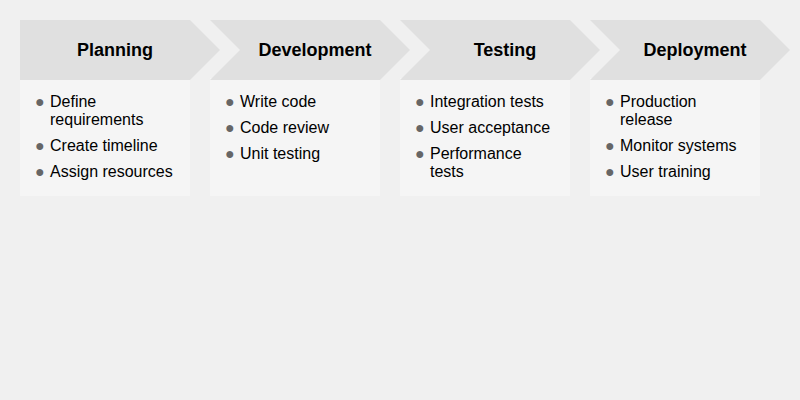 Planning
● Define
requirements
● Create timeline
● Assign resources
Development
● Write code
● Code review
● Unit testing
Testing
● Integration tests
● User acceptance
● Performance
tests
Deployment
● Production
release
● Monitor systems
● User training